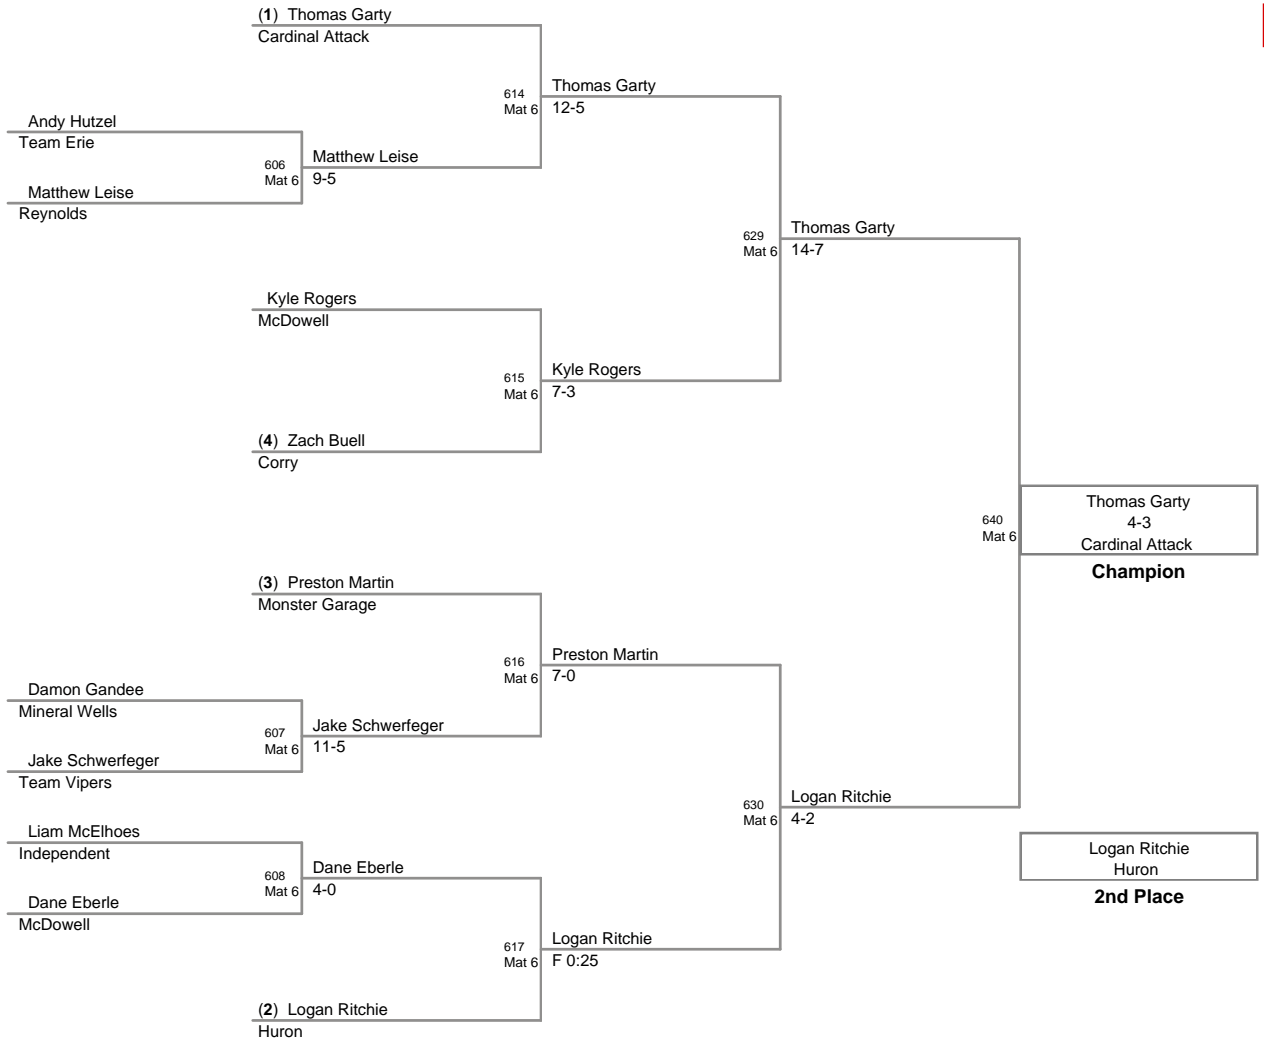 (1) Thomas Garty
Cardinal Attack
614
Mat 6
Thomas Garty
12-5
Andy Hutzel
Team Erie
606
Mat 6
Matthew Leise
9-5
Matthew Leise
Reynolds
629
Mat 6
Thomas Garty
14-7
Kyle Rogers
McDowell
615
Mat 6
Kyle Rogers
7-3
(4) Zach Buell
Corry
640
Mat 6
Thomas Garty
4-3
Cardinal Attack
Champion
(3) Preston Martin
Monster Garage
616
Mat 6
Preston Martin
7-0
Damon Gandee
Mineral Wells
607
Mat 6
Jake Schwerfeger
11-5
Jake Schwerfeger
Team Vipers
630
Mat 6
Logan Ritchie
4-2
Liam McElhoes
Independent
608
Mat 6
Dane Eberle
4-0
Dane Eberle
McDowell
Logan Ritchie
Huron
2nd Place
617
Mat 6
Logan Ritchie
F 0:25
(2) Logan Ritchie
Huron